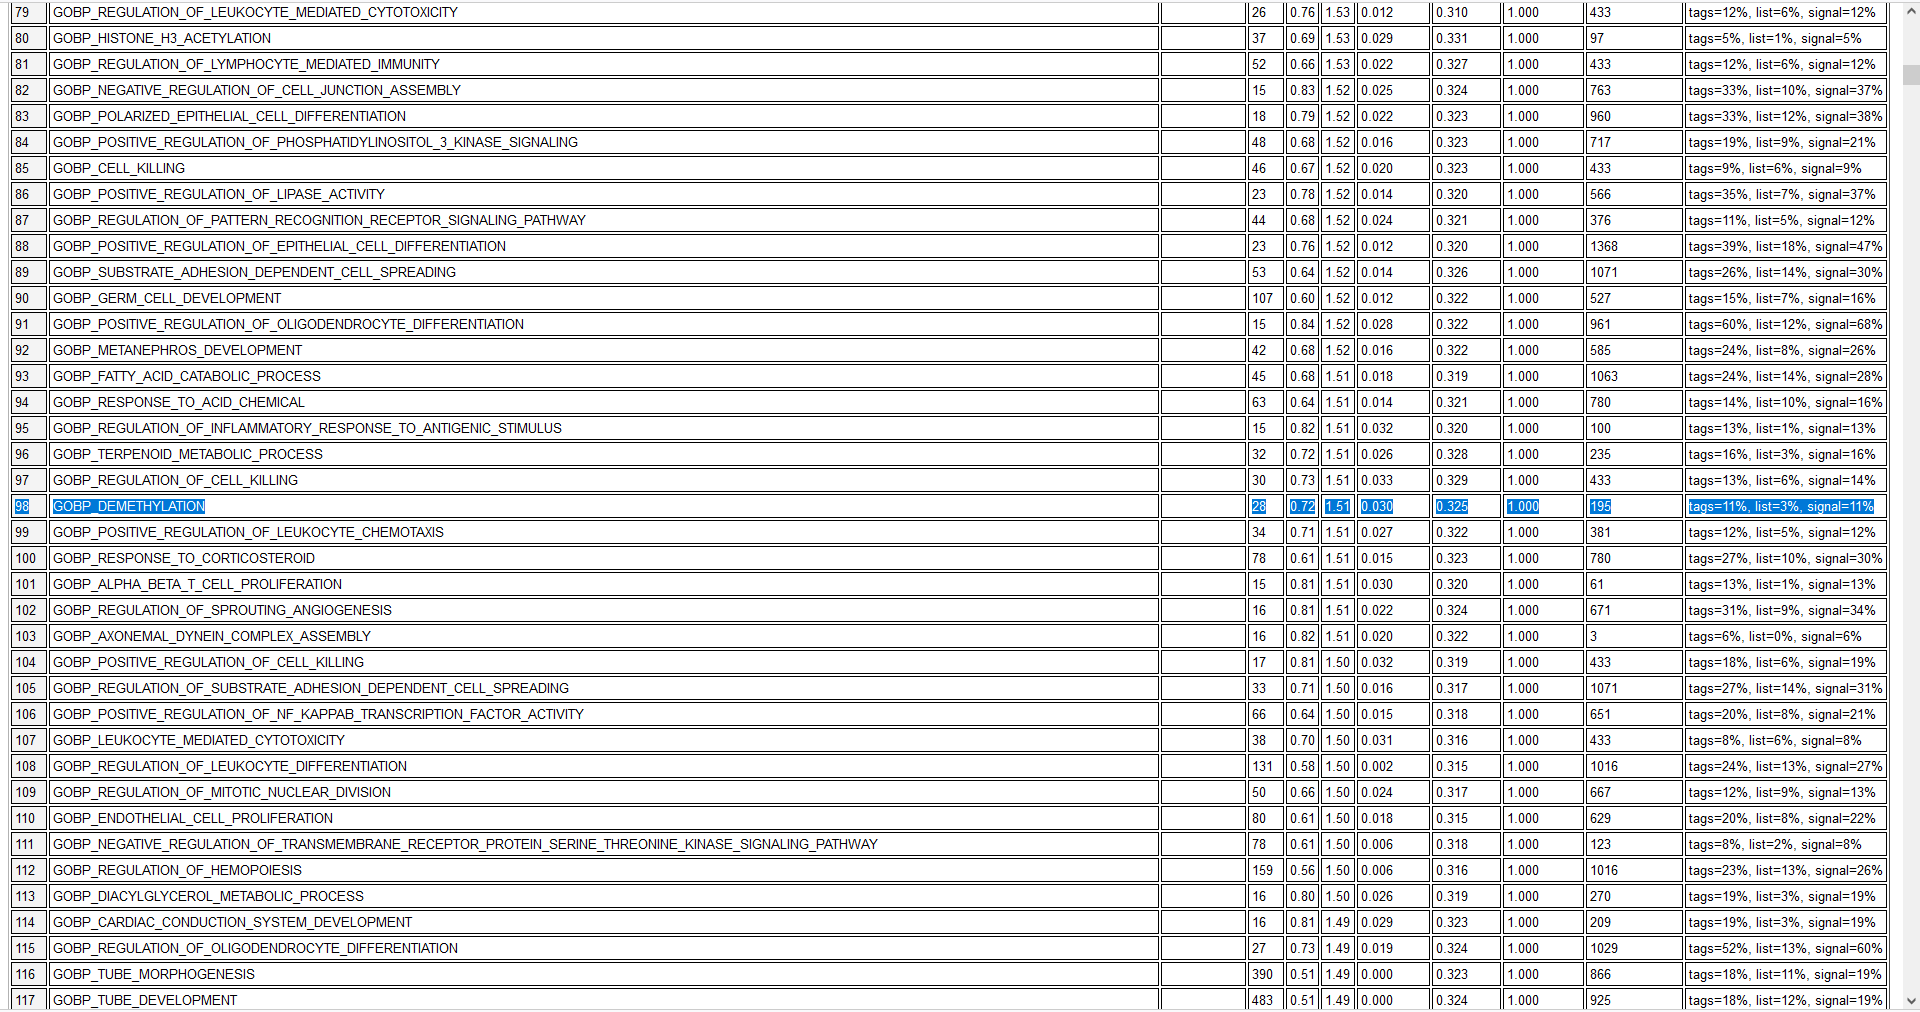 79 GOBP_REGULATION_OF_LEUKOCYTE_MEDIATED_CYTOTOXICITY 26 0.76 1.53 0.012 0.310 1.000 433 tags=12%, list=6%, signal=12%
80 GOBP_HISTONE_H3_ACETYLATION 37 0.69 1.53 0.029 0.331 1.000 97 tags=5%, list=1%, signal=5%
81 GOBP_REGULATION_OF_LYMPHOCYTE_MEDIATED_IMMUNITY 52 0.66 1.53 0.022 0.327 1.000 433 tags=12%, list=6%, signal=12%
82 GOBP_NEGATIVE_REGULATION_OF_CELL_JUNCTION_ASSEMBLY 15 0.83 1.52 0.025 0.324 1.000 763 tags=33%, list=10%, signal=37%
83 GOBP_POLARIZED_EPITHELIAL_CELL_DIFFERENTIATION 18 0.79 1.52 0.022 0.323 1.000 960 tags=33%, list=12%, signal=38%
84 GOBP_POSITIVE_REGULATION_OF_PHOSPHATIDYLINOSITOL_3_KINASE_SIGNALING 48 0.68 1.52 0.016 0.323 1.000 717 tags=19%, list=9%, signal=21%
85 GOBP_CELL_KILLING 46 0.67 1.52 0.020 0.323 1.000 433 tags=9%, list=6%, signal=9%
86 GOBP_POSITIVE_REGULATION_OF_LIPASE_ACTIVITY 23 0.78 1.52 0.014 0.320 1.000 566 tags=35%, list=7%, signal=37%
87 GOBP_REGULATION_OF_PATTERN_RECOGNITION_RECEPTOR_SIGNALING_PATHWAY 44 0.68 1.52 0.024 0.321 1.000 376 tags=11%, list=5%, signal=12%
88 GOBP_POSITIVE_REGULATION_OF_EPITHELIAL_CELL_DIFFERENTIATION 23 0.76 1.52 0.012 0.320 1.000 1368 tags=39%, list=18%, signal=47%
89 GOBP_SUBSTRATE_ADHESION_DEPENDENT_CELL_SPREADING 53 0.64 1.52 0.014 0.326 1.000 1071 tags=26%, list=14%, signal=30%
90 GOBP_GERM_CELL_DEVELOPMENT 107 0.60 1.52 0.012 0.322 1.000 527 tags=15%, list=7%, signal=16%
91 GOBP_POSITIVE_REGULATION_OF_OLIGODENDROCYTE_DIFFERENTIATION 15 0.84 1.52 0.028 0.322 1.000 961 tags=60%, list=12%, signal=68%
92 GOBP_METANEPHROS_DEVELOPMENT 42 0.68 1.52 0.016 0.322 1.000 585 tags=24%, list=8%, signal=26%
93 GOBP_FATTY_ACID_CATABOLIC_PROCESS 45 0.68 1.51 0.018 0.319 1.000 1063 tags=24%, list=14%, signal=28%
94 GOBP_RESPONSE_TO_ACID_CHEMICAL 63 0.64 1.51 0.014 0.321 1.000 780 tags=14%, list=10%, signal=16%
95 GOBP_REGULATION_OF_INFLAMMATORY_RESPONSE_TO_ANTIGENIC_STIMULUS 15 0.82 1.51 0.032 0.320 1.000 100 tags=13%, list=1%, signal=13%
96 GOBP_TERPENOID_METABOLIC_PROCESS 32 0.72 1.51 0.026 0.328 1.000 235 tags=16%, list=3%, signal=16%
97 GOBP_REGULATION_OF_CELL_KILLING 30 0.73 1.51 0.033 0.329 1.000 433 tags=13%, list=6%, signal=14%
98 GOBP_DEMETHYLATION 28 0.72 1.51 0.030 0.325 1.000 195 tags=11%, list=3%, signal=11%
99 GOBP_POSITIVE_REGULATION_OF_LEUKOCYTE_CHEMOTAXIS 34 0.71 1.51 0.027 0.322 1.000 381 tags=12%, list=5%, signal=12%
100 GOBP_RESPONSE_TO_CORTICOSTEROID 78 0.61 1.51 0.015 0.323 1.000 780 tags=27%, list=10%, signal=30%
101 GOBP_ALPHA_BETA_T_CELL_PROLIFERATION 15 0.81 1.51 0.030 0.320 1.000 61 tags=13%, list=1%, signal=13%
102 GOBP_REGULATION_OF_SPROUTING_ANGIOGENESIS 16 0.81 1.51 0.022 0.324 1.000 671 tags=31%, list=9%, signal=34%
103 GOBP_AXONEMAL_DYNEIN_COMPLEX_ASSEMBLY 16 0.82 1.51 0.020 0.322 1.000 3 tags=6%, list=0%, signal=6%
104 GOBP_POSITIVE_REGULATION_OF_CELL_KILLING 17 0.81 1.50 0.032 0.319 1.000 433 tags=18%, list=6%, signal=19%
105 GOBP_REGULATION_OF_SUBSTRATE_ADHESION_DEPENDENT_CELL_SPREADING 33 0.71 1.50 0.016 0.317 1.000 1071 tags=27%, list=14%, signal=31%
106 GOBP_POSITIVE_REGULATION_OF_NF_KAPPAB_TRANSCRIPTION_FACTOR_ACTIVITY 66 0.64 1.50 0.015 0.318 1.000 651 tags=20%, list=8%, signal=21%
107 GOBP_LEUKOCYTE_MEDIATED_CYTOTOXICITY 38 0.70 1.50 0.031 0.316 1.000 433 tags=8%, list=6%, signal=8%
108 GOBP_REGULATION_OF_LEUKOCYTE_DIFFERENTIATION 131 0.58 1.50 0.002 0.315 1.000 1016 tags=24%, list=13%, signal=27%
109 GOBP_REGULATION_OF_MITOTIC_NUCLEAR_DIVISION 50 0.66 1.50 0.024 0.317 1.000 667 tags=12%, list=9%, signal=13%
110 GOBP_ENDOTHELIAL_CELL_PROLIFERATION 80 0.61 1.50 0.018 0.315 1.000 629 tags=20%, list=8%, signal=22%
111 GOBP_NEGATIVE_REGULATION_OF_TRANSMEMBRANE_RECEPTOR_PROTEIN_SERINE_THREONINE_KINASE_SIGNALING_PATHWAY 78 0.61 1.50 0.006 0.318 1.000 123 tags=8%, list=2%, signal=8%
112 GOBP_REGULATION_OF_HEMOPOIESIS 159 0.56 1.50 0.006 0.316 1.000 1016 tags=23%, list=13%, signal=26%
113 GOBP_DIACYLGLYCEROL_METABOLIC_PROCESS 16 0.80 1.50 0.026 0.319 1.000 270 tags=19%, list=3%, signal=19%
114 GOBP_CARDIAC_CONDUCTION_SYSTEM_DEVELOPMENT 16 0.81 1.49 0.029 0.323 1.000 209 tags=19%, list=3%, signal=19%
115 GOBP_REGULATION_OF_OLIGODENDROCYTE_DIFFERENTIATION 27 0.73 1.49 0.019 0.324 1.000 1029 tags=52%, list=13%, signal=60%
116 GOBP_TUBE_MORPHOGENESIS 390 0.51 1.49 0.000 0.323 1.000 866 tags=18%, list=11%, signal=19%
117 GOBP_TUBE_DEVELOPMENT 483 0.51 1.49 0.000 0.324 1.000 925 tags=18%, list=12%, signal=19%